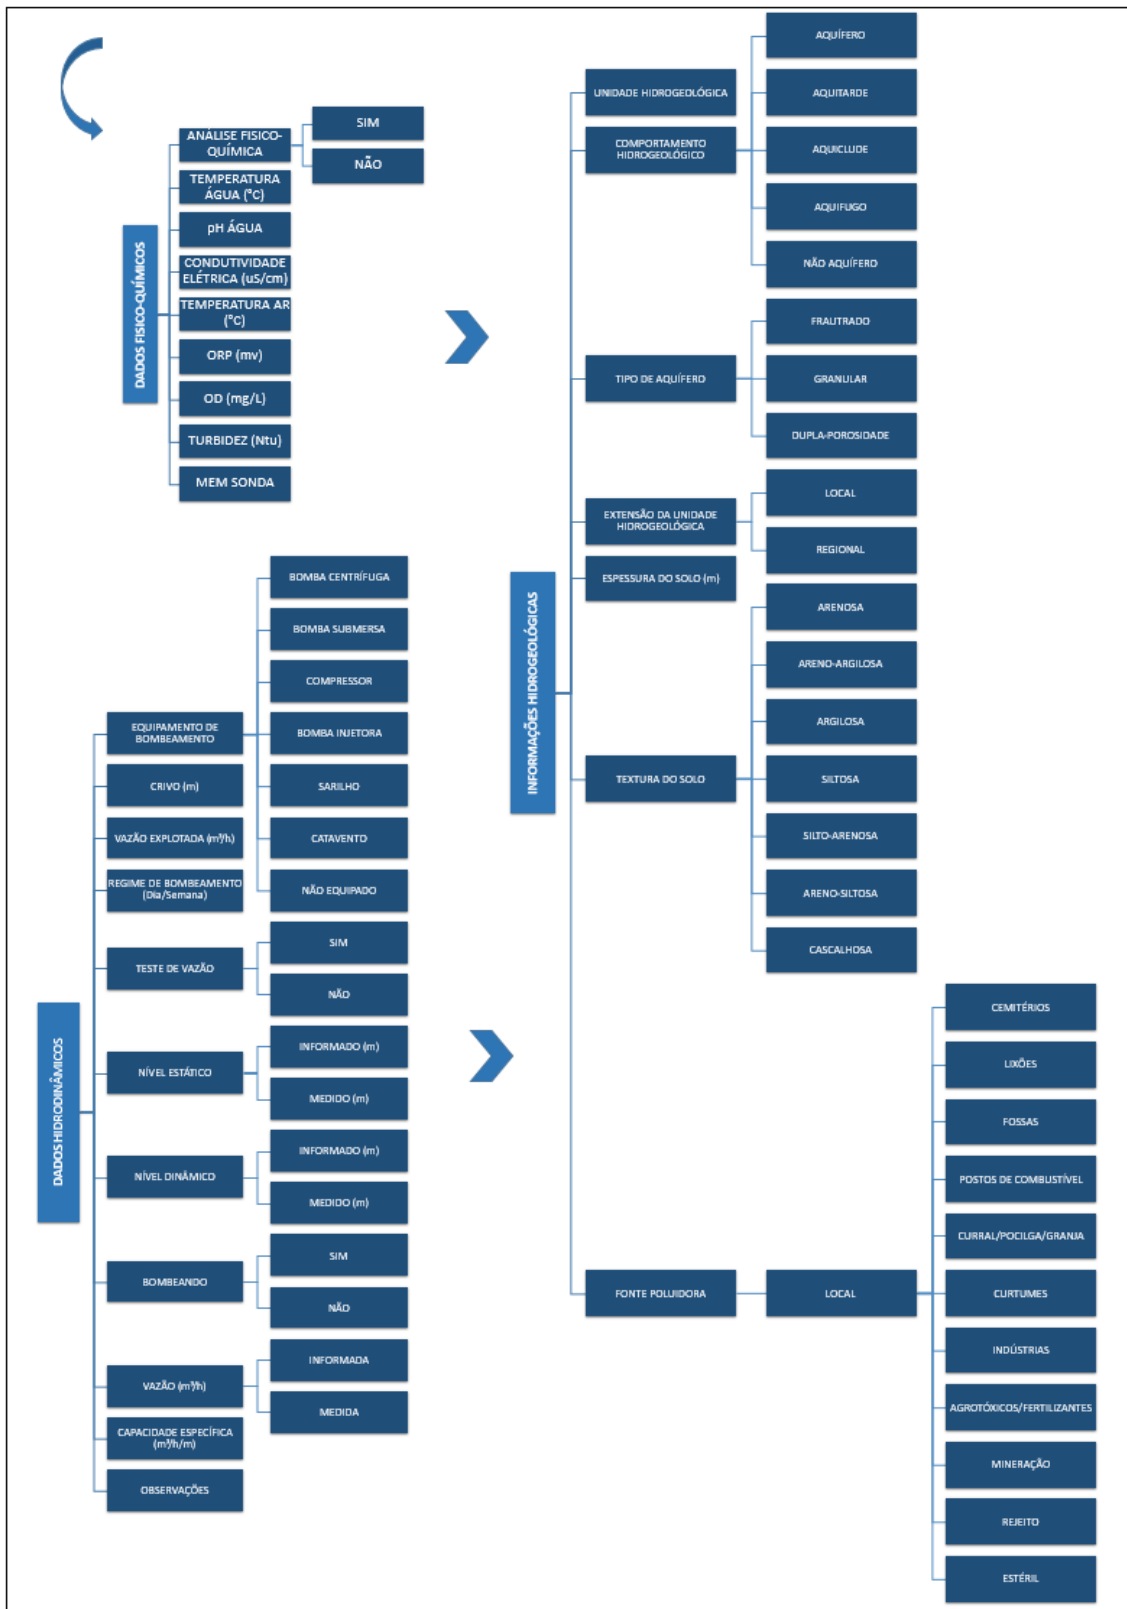 DADOS FISICO-QUÍMICOS
ANÁLISE FISICO-
QUÍMICA
SIM
NÃO
TEMPERATURA
ÁGUA (°C)
pH ÁGUA
CONDUTIVIDADE
ELÉTRICA (uS/cm)
TEMPERATURA AR
(°C)
ORP (mv)
OD (mg/L)
TURBIDEZ (Ntu)
MEM SONDA
DADOS HIDRODINÂMICOS
EQUIPAMENTO DE
BOMBEAMENTO
BOMBA CENTRÍFUGA
BOMBA SUBMERSA
COMPRESSOR
BOMBA INJETORA
SARILHO
CATAVENTO
NÃO EQUIPADO
CRIVO (m)
VAZÃO EXPLOTADA (m³/h)
REGIME DE BOMBEAMENTO
(Dia/Semana)
TESTE DE VAZÃO
SIM
NÃO
NÍVEL ESTÁTICO
INFORMADO (m)
MEDIDO (m)
NÍVEL DINÂMICO
INFORMADO (m)
MEDIDO (m)
BOMBEANDO
SIM
NÃO
VAZÃO (m³/h)
INFORMADA
MEDIDA
CAPACIDADE ESPECÍFICA
(m³/h/m)
OBSERVAÇÕES
INFORMAÇÕES HIDROGEOLÓGICAS
UNIDADE HIDROGEOLÓGICA
COMPORTAMENTO
HIDROGEOLÓGICO
AQUÍFERO
AQUITARDE
AQUICLUDE
AQUIFUGO
NÃO AQUÍFERO
TIPO DE AQUÍFERO
FRAUTRADO
GRANULAR
DUPLA-POROSIDADE
EXTENSÃO DA UNIDADE
HIDROGEOLÓGICA
LOCAL
REGIONAL
ESPESSURA DO SOLO (m)
TEXTURA DO SOLO
ARENOSA
ARENO-ARGILOSA
ARGILOSA
SILTOSA
SILTO-ARENOSA
ARENO-SILTOSA
CASCALHOSA
FONTE POLUIDORA
LOCAL
CEMITÉRIOS
LIXÕES
FOSSAS
POSTOS DE COMBUSTÍVEL
CURRAL/POCILGA/GRANJA
CURTUMES
INDÚSTRIAS
AGROTÓXICOS/FERTILIZANTES
MINERAÇÃO
REJEITO
ESTÉRIL